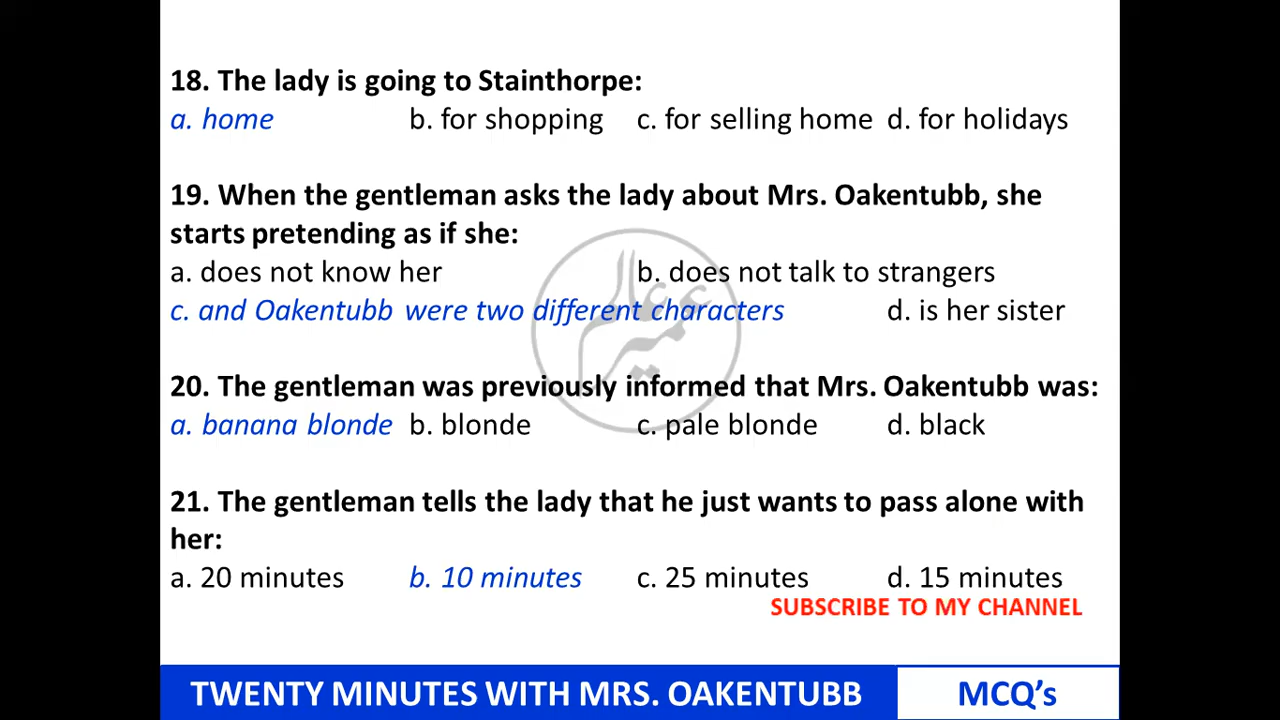 18. The lady is going to Stainthorpe:
a. home b. for shopping c. for selling home d. for holidays
19. When the gentleman asks the lady about Mrs. Oakentubb, she
starts pretending as if she:
a. does not know her b. does not talk to strangers
c. and Oakentubb were two different characters d. is her sister
عمیر عالم
20. The gentleman was previously informed that Mrs. Oakentubb was:
a. banana blonde b. blonde c. pale blonde d. black
21. The gentleman tells the lady that he just wants to pass alone with
her:
a. 20 minutes b. 10 minutes c. 25 minutes d. 15 minutes
SUBSCRIBE TO MY CHANNEL
TWENTY MINUTES WITH MRS. OAKENTUBB MCQ's